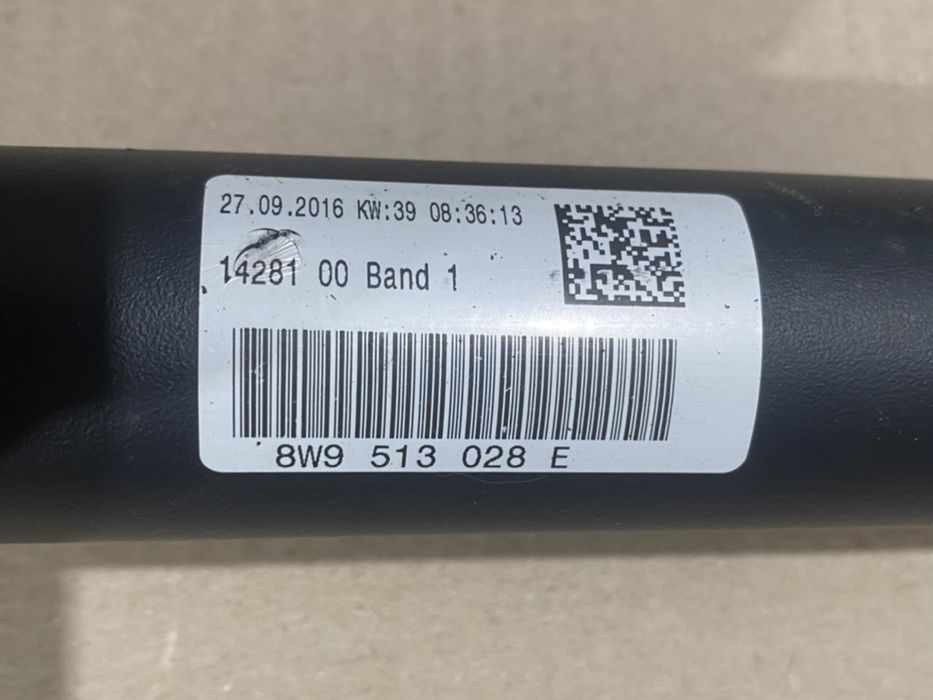 27.09.2016 KW:39 08:36:13
14281 00 Band 1
8W9 513 028 E